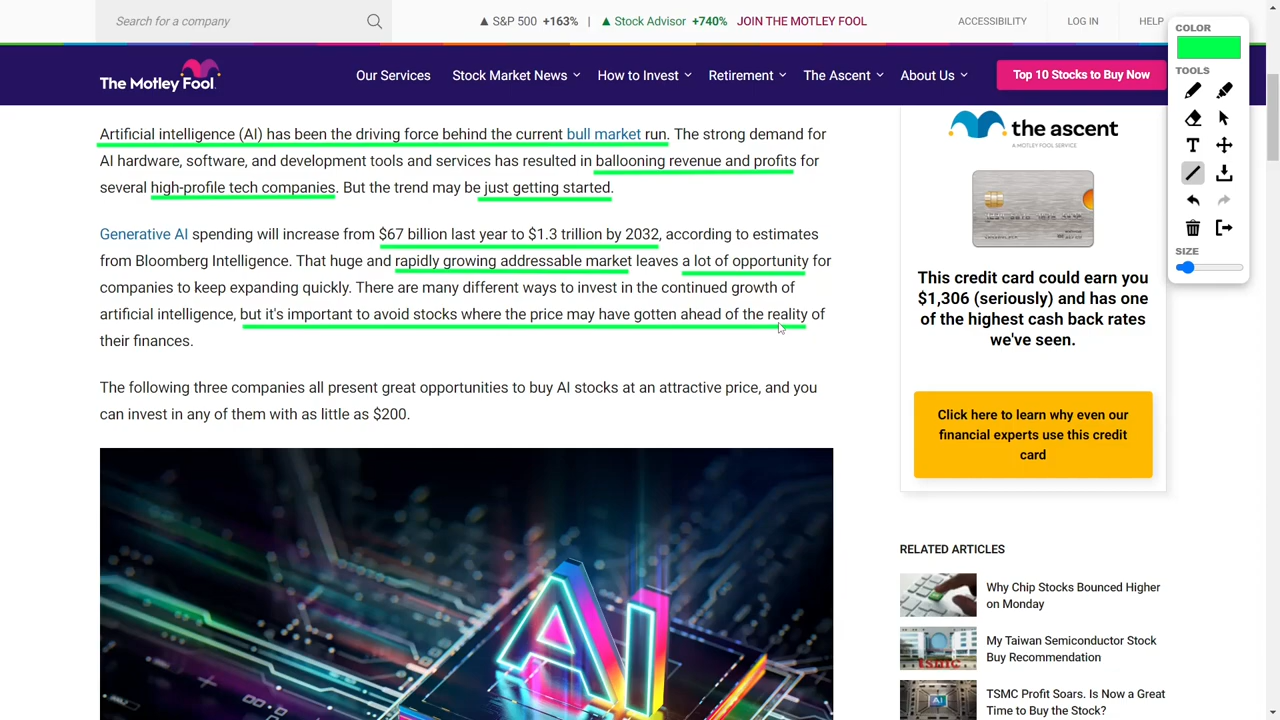 Search for a company
▲ S&P 500 +163% | ▲ Stock Advisor +740% JOIN THE MOTLEY FOOL
ACCESSIBILITY LOG IN HELP
The Motley Fool
Our Services Stock Market News How to Invest Retirement The Ascent About Us
Top 10 Stocks to Buy Now
COLOR
TOOLS
T
SIZE
Artificial intelligence (AI) has been the driving force behind the current bull market run. The strong demand for
AI hardware, software, and development tools and services has resulted in ballooning revenue and profits for
several high-profile tech companies. But the trend may be just getting started.
Generative AI spending will increase from $67 billion last year to $1.3 trillion by 2032, according to estimates
from Bloomberg Intelligence. That huge and rapidly growing addressable market leaves a lot of opportunity for
companies to keep expanding quickly. There are many different ways to invest in the continued growth of
artificial intelligence, but it's important to avoid stocks where the price may have gotten ahead of the reality of
their finances.
The following three companies all present great opportunities to buy AI stocks at an attractive price, and you
can invest in any of them with as little as $200.
AI
the ascent
A MOTLEY FOOL SERVICE
This credit card could earn you
$1,306 (seriously) and has one
of the highest cash back rates
we've seen.
Click here to learn why even our
financial experts use this credit
card
RELATED ARTICLES
Why Chip Stocks Bounced Higher
on Monday
My Taiwan Semiconductor Stock
Buy Recommendation
TSMC Profit Soars. Is Now a Great
Time to Buy the Stock?